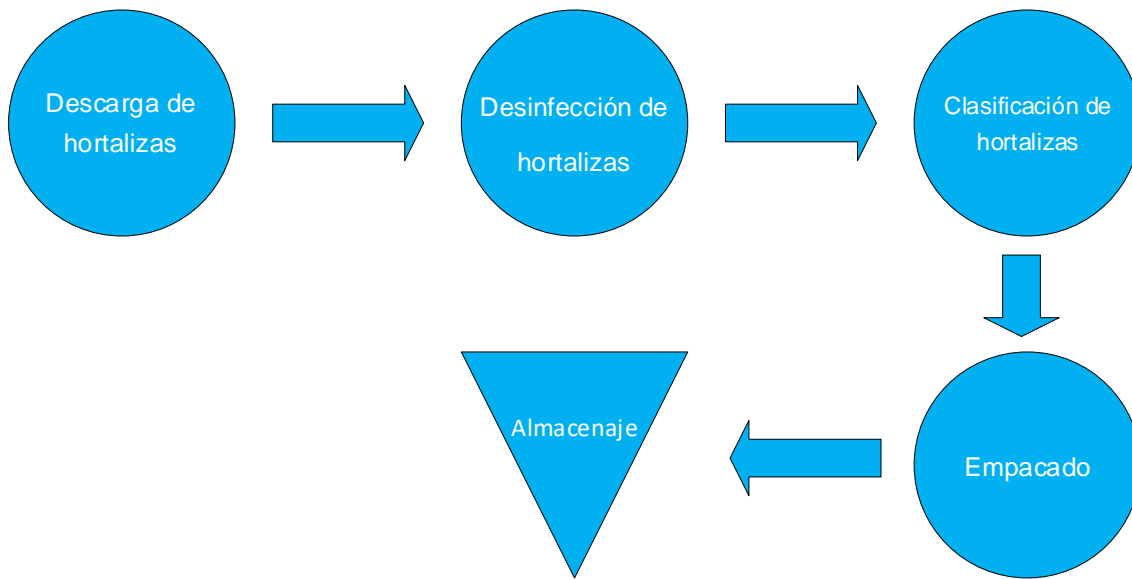 Descarga de
hortalizas
Desinfección de
hortalizas
Clasificación de
hortalizas
Empacado
Almacenaje